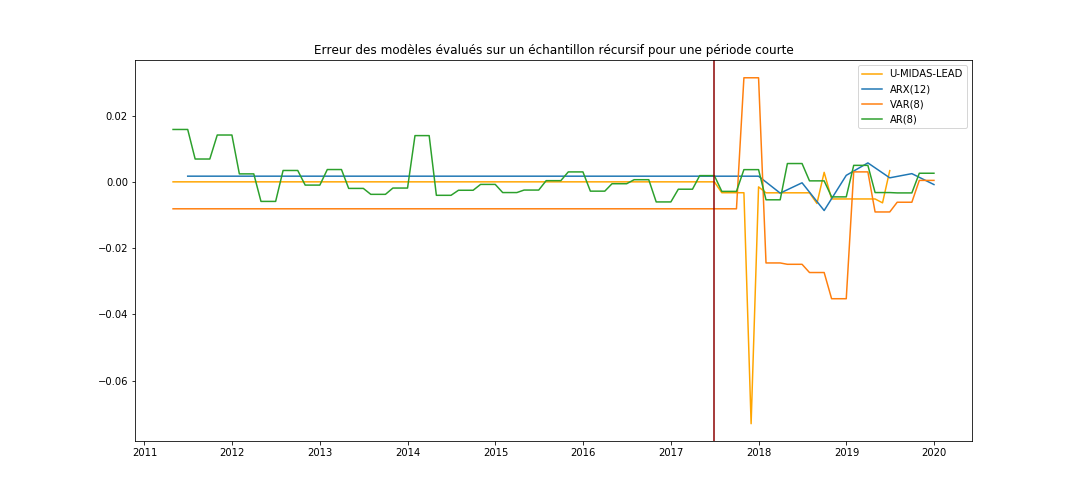 Erreur des modèles évalués sur un échantillon récursif pour une période courte
U-MIDAS-LEAD
ARX(12)
VAR(8)
AR(8)
0.02
0.00
−0.02
−0.04
−0.06
2011 2012 2013 2014 2015 2016 2017 2018 2019 2020